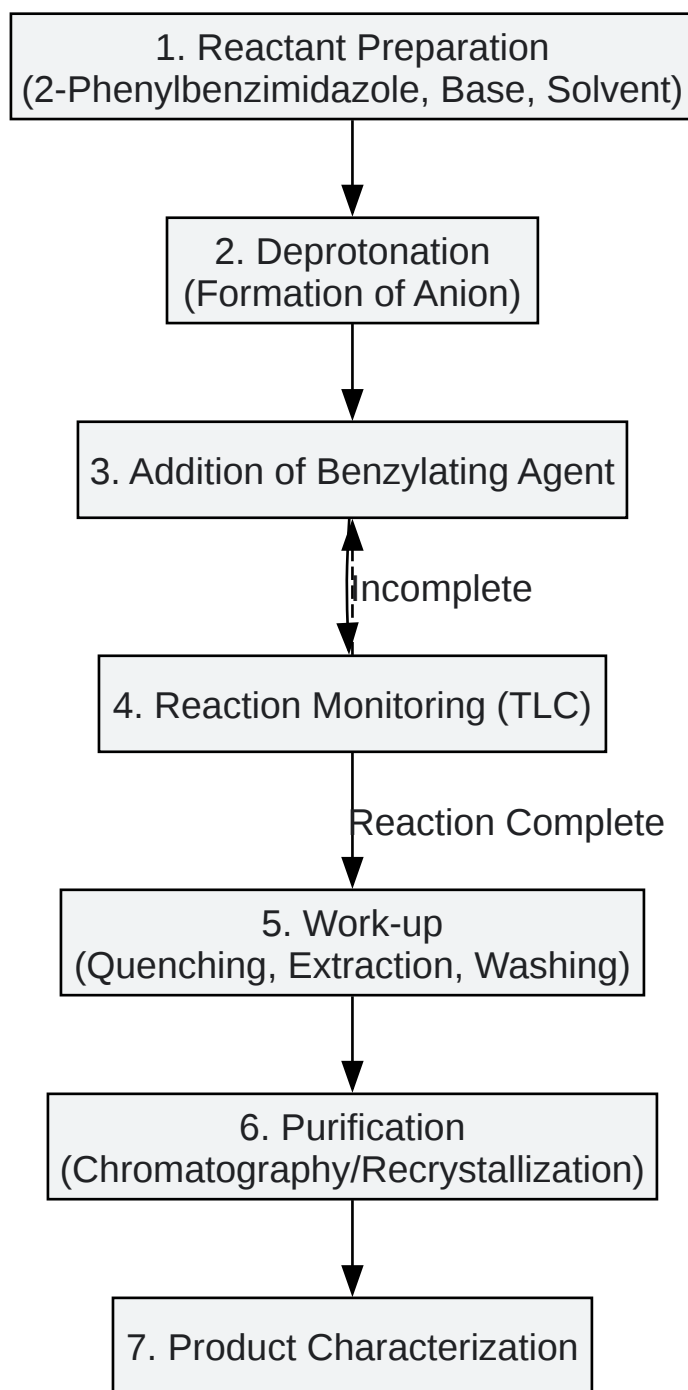 1. Reactant Preparation
(2-Phenylbenzimidazole, Base, Solvent)
2. Deprotonation
(Formation of Anion)
3. Addition of Benzylating Agent
Incomplete
4. Reaction Monitoring (TLC)
Reaction Complete
5. Work-up
(Quenching, Extraction, Washing)
6. Purification
(Chromatography/Recrystallization)
7. Product Characterization